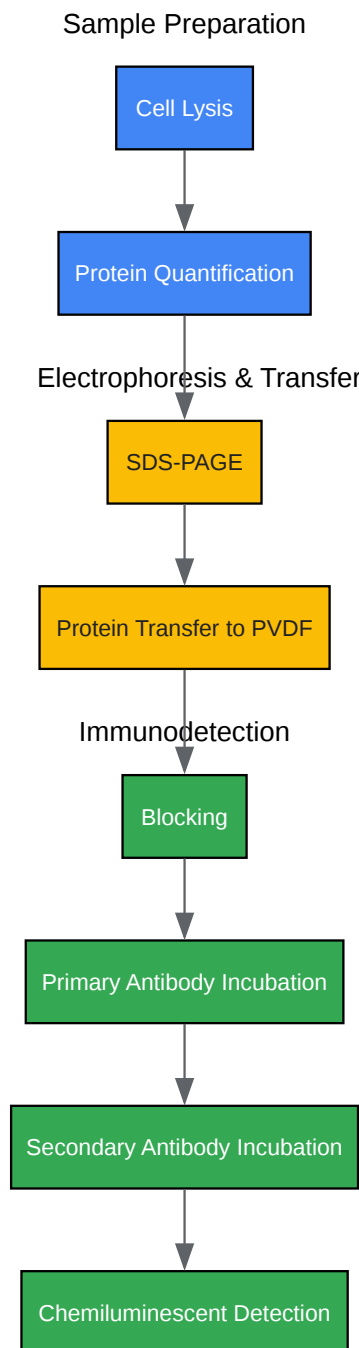 Sample Preparation
Cell Lysis
Protein Quantification
Electrophoresis & Transfer
SDS-PAGE
Protein Transfer to PVDF
Immunodetection
Blocking
Primary Antibody Incubation
Secondary Antibody Incubation
Chemiluminescent Detection